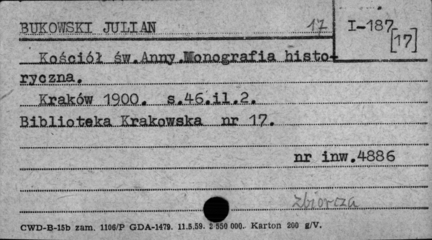 BUKOWSKI JULIAN 17 I-187
[17]
Kościół św.Anny.Monografia histo-
ryczna.
Kraków 1900. s.46.il.2.
Biblioteka Krakowska nr 17.
nr inw.4886
zbiorcza
CWD-B-15b zam. 1106/P GDA-1479. 11.5.59. 2 550 000. Karton 200 g/V.